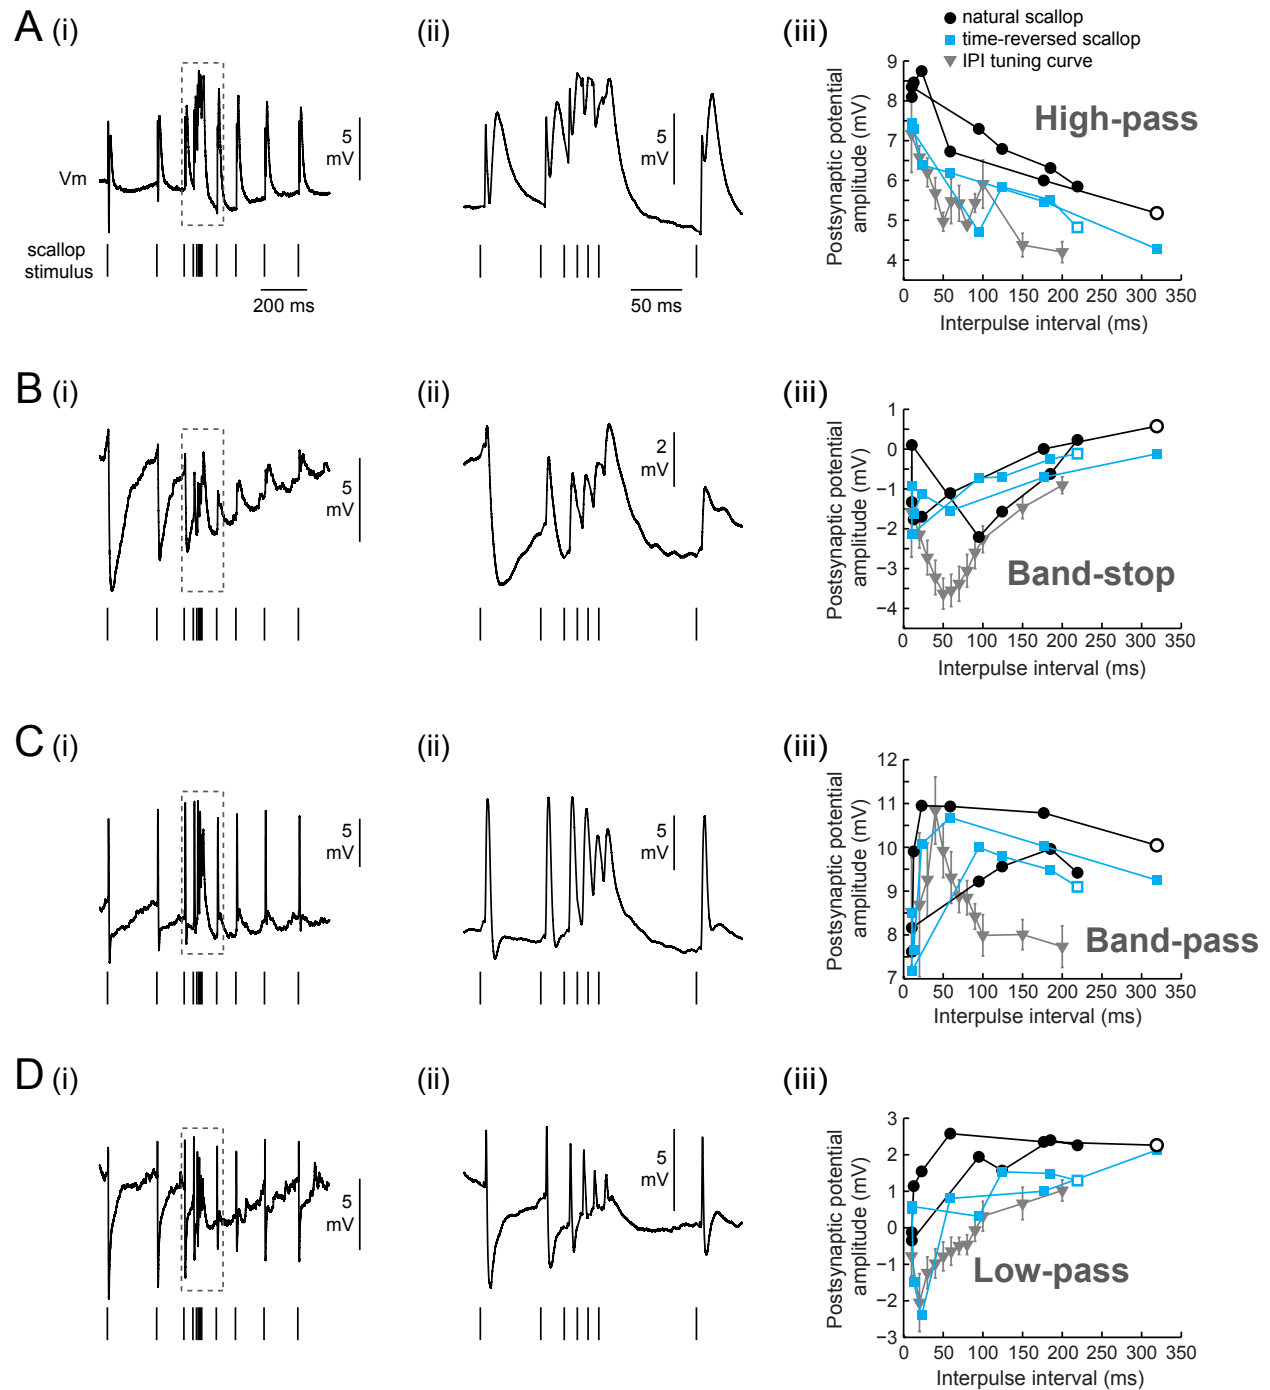 A (i)
(ii)
(iii)
natural scallop
time-reversed scallop
IPI tuning curve
5
mV
Vm
scallop
stimulus
200 ms
5
mV
50 ms
Postsynaptic potential
amplitude (mV)
9
8
7
6
5
4
High-pass
0 50 100 150 200 250 300 350
Interpulse interval (ms)
B (i)
(ii)
(iii)
5
mV
2
mV
Postsynaptic potential
amplitude (mV)
1
0
−1
−2
−3
−4
Band-stop
0 50 100 150 200 250 300 350
Interpulse interval (ms)
C (i)
(ii)
(iii)
5
mV
5
mV
Postsynaptic potential
amplitude (mV)
12
11
10
9
8
7
Band-pass
0 50 100 150 200 250 300 350
Interpulse interval (ms)
D (i)
(ii)
(iii)
5
mV
5
mV
Postsynaptic potential
amplitude (mV)
3
2
1
0
−1
−2
−3
Low-pass
0 50 100 150 200 250 300 350
Interpulse interval (ms)